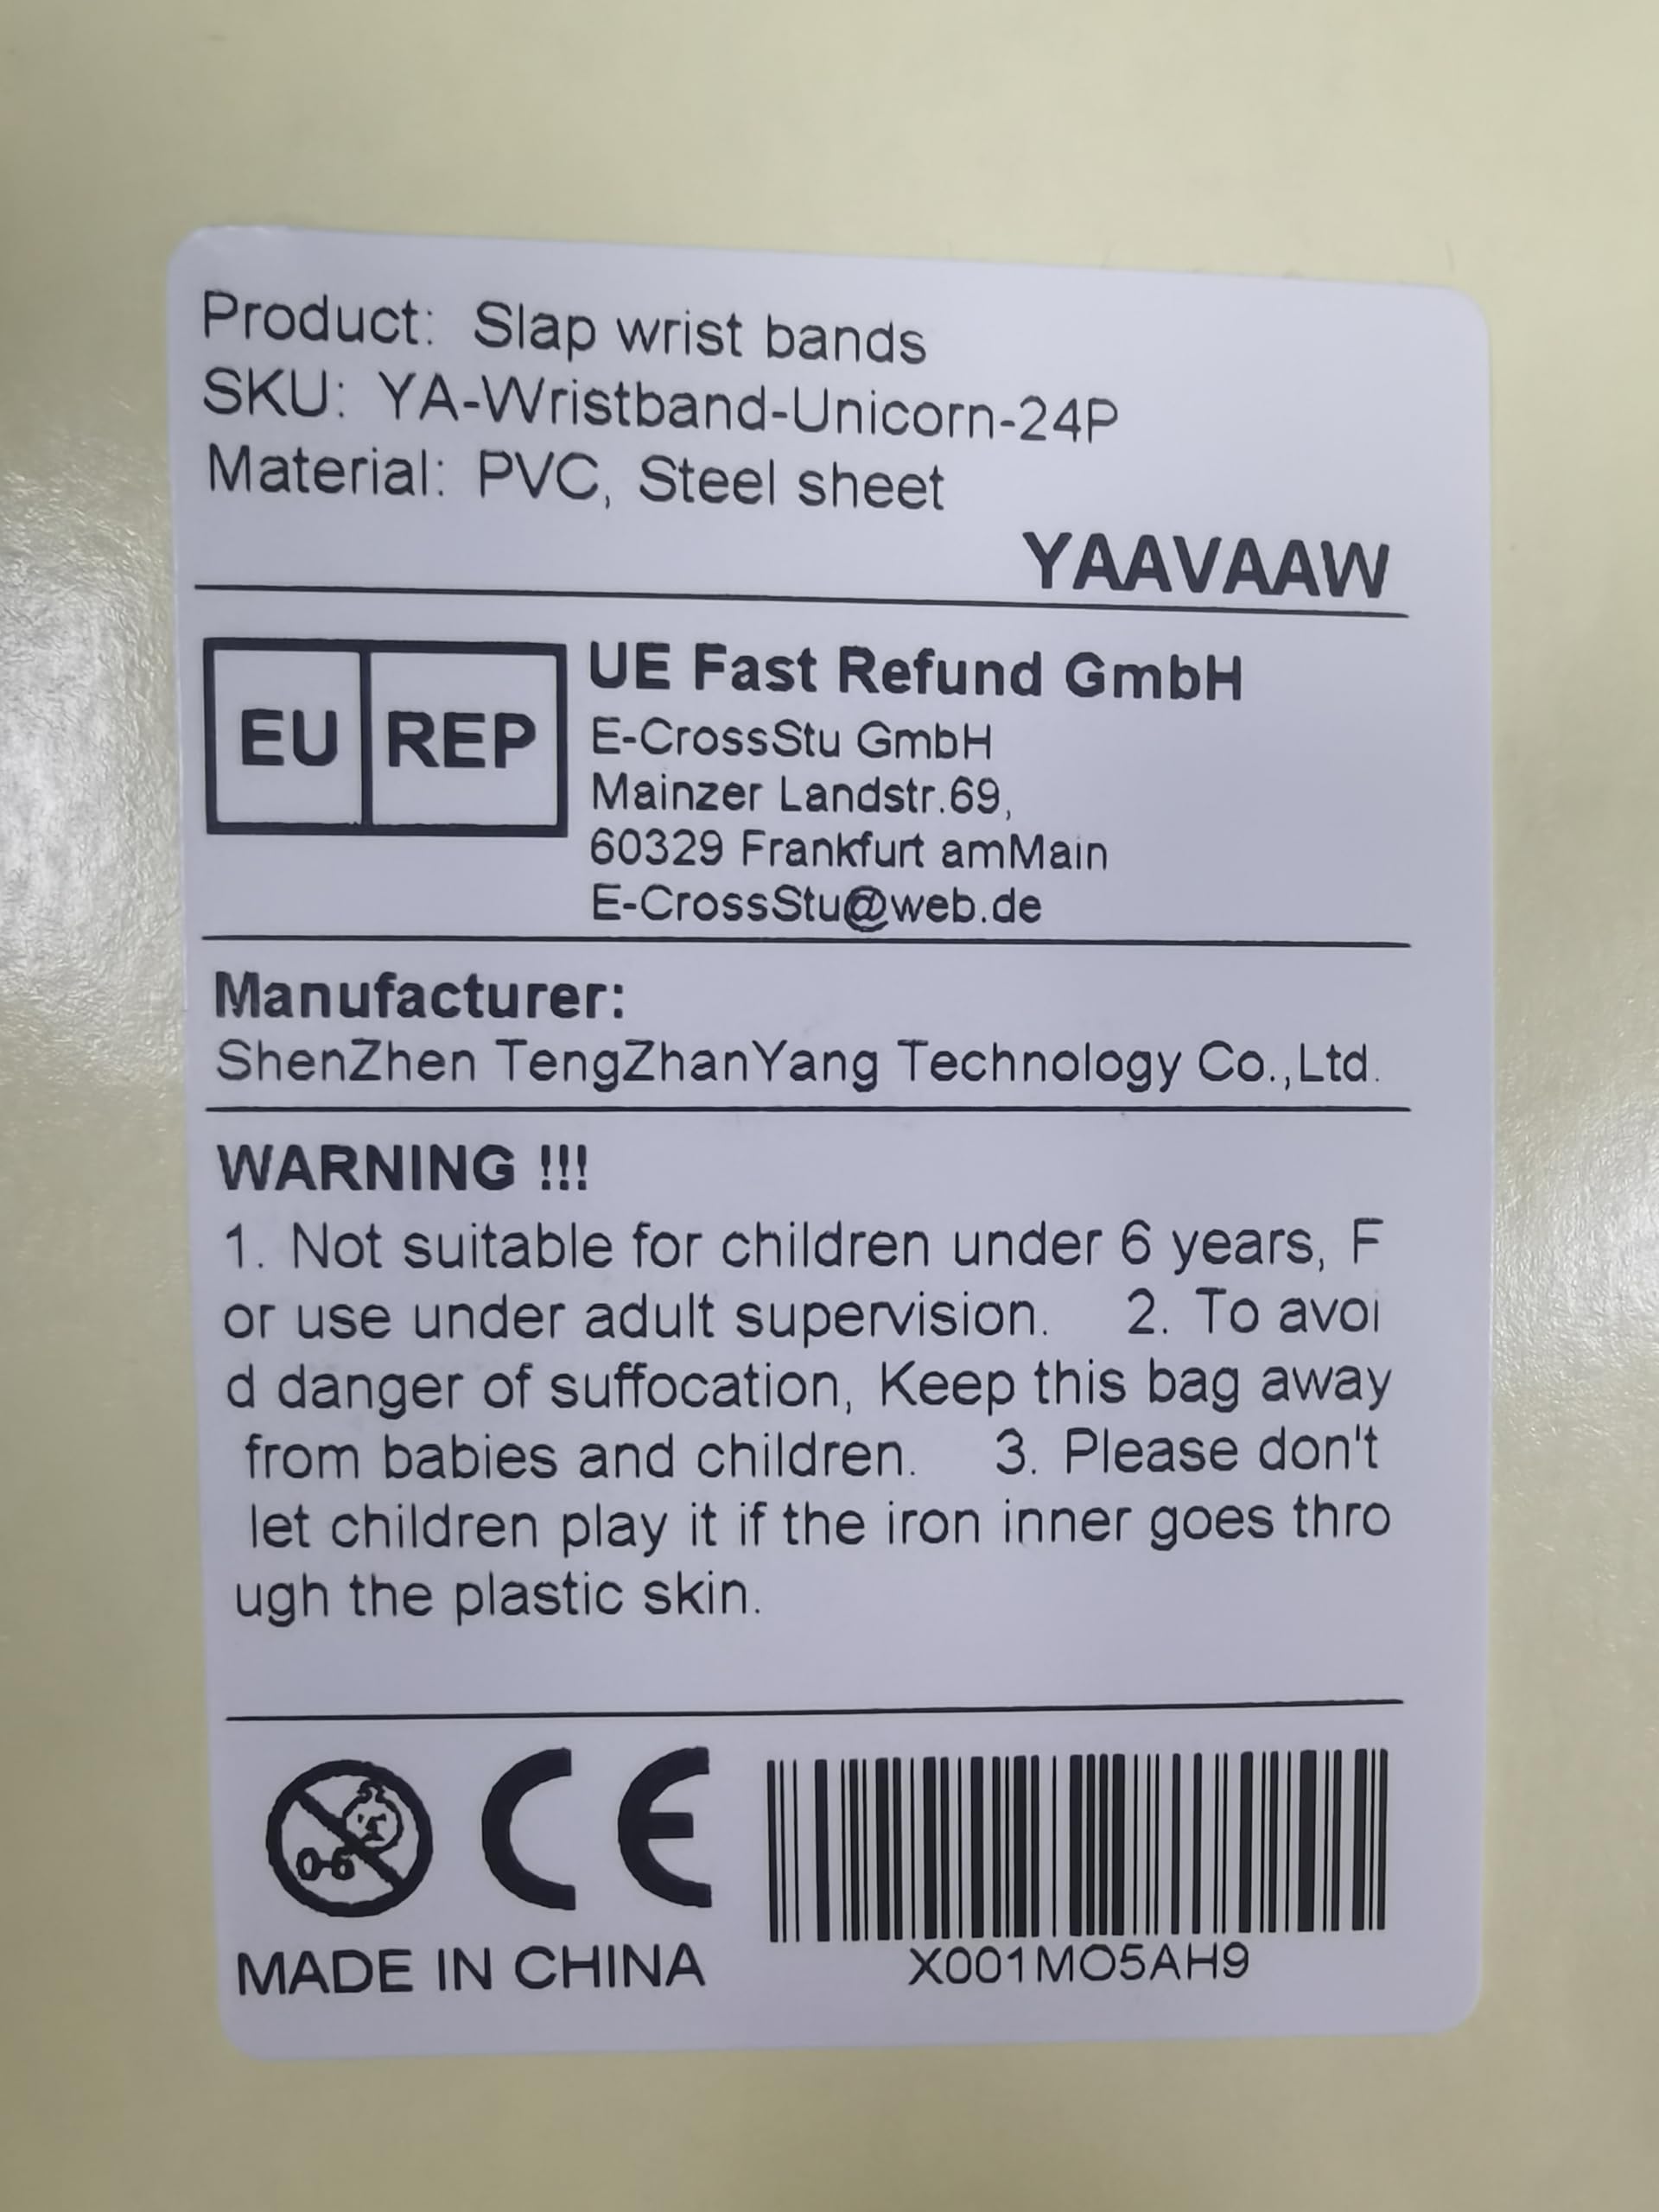 Product: Slap wrist bands
SKU: YA-Wristband-Unicorn-24P
Material: PVC, Steel sheet
YAAVAAW
EU REP
UE Fast Refund GmbH
E-CrossStu GmbH
Mainzer Landstr.69,
60329 Frankfurt amMain
E-CrossStu@web.de
Manufacturer:
ShenZhen TengZhanYang Technology Co.,Ltd.
WARNING !!!
1. Not suitable for children under 6 years, F
or use under adult supervision. 2. To avoi
d danger of suffocation, Keep this bag away
from babies and children. 3. Please don't
let children play it if the iron inner goes thro
ugh the plastic skin.
0-6
CE
MADE IN CHINA
X001MO5AH9